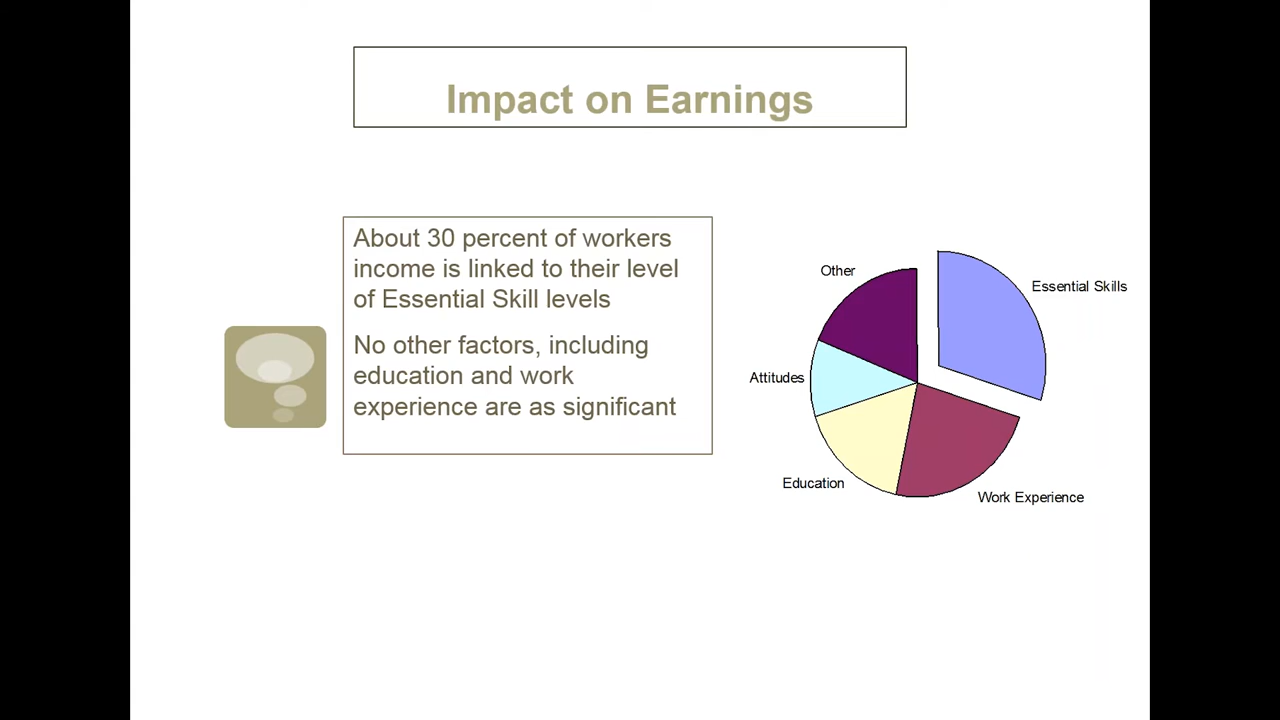 Impact on Earnings
About 30 percent of workers
income is linked to their level
of Essential Skill levels
No other factors, including
education and work
experience are as significant
Other
Essential Skills
Attitudes
Education
Work Experience